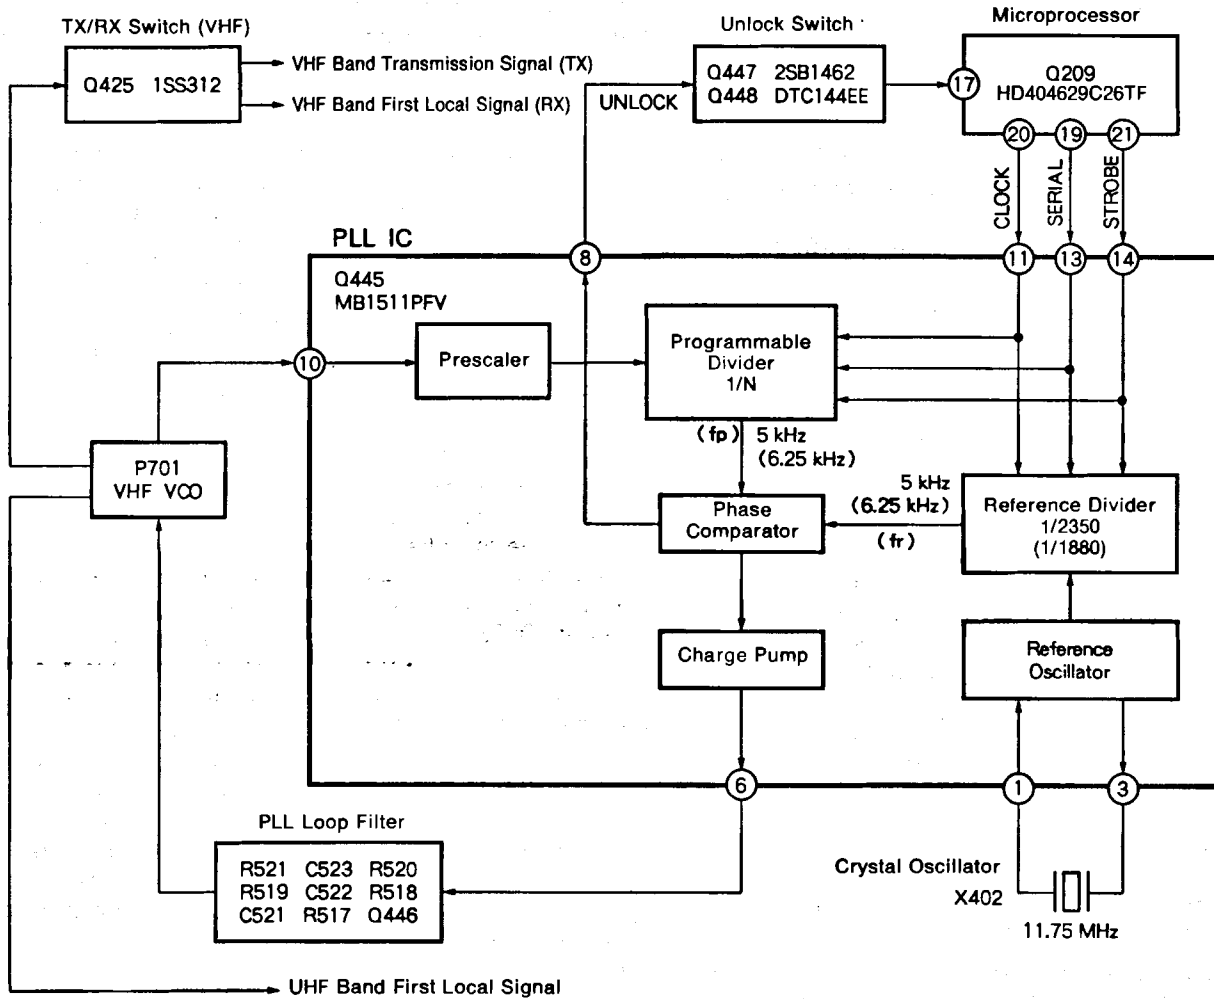 TX/RX Switch (VHF)
Q425 1SS312
VHF Band Transmission Signal (TX)
VHF Band First Local Signal (RX)
Unlock Switch
Q447 2SB1462
Q448 DTC144EE
UNLOCK
Microprocessor
Q209
HD404629C26TF
17
20
19
21
CLOCK
SERIAL
STROBE
PLL IC
8
11
13
14
Q445
MB1511PFV
10
Prescaler
Programmable
Divider
1/N
(fp) 5 kHz
(6.25 kHz)
P701
VHF VCO
Phase
Comparator
5 kHz
(6.25 kHz)
(fr)
Reference Divider
1/2350
(1/1880)
Charge Pump
Reference
Oscillator
6
1
3
PLL Loop Filter
R521 C523 R520
R519 C522 R518
C521 R517 Q446
Crystal Oscillator
X402
11.75 MHz
UHF Band First Local Signal